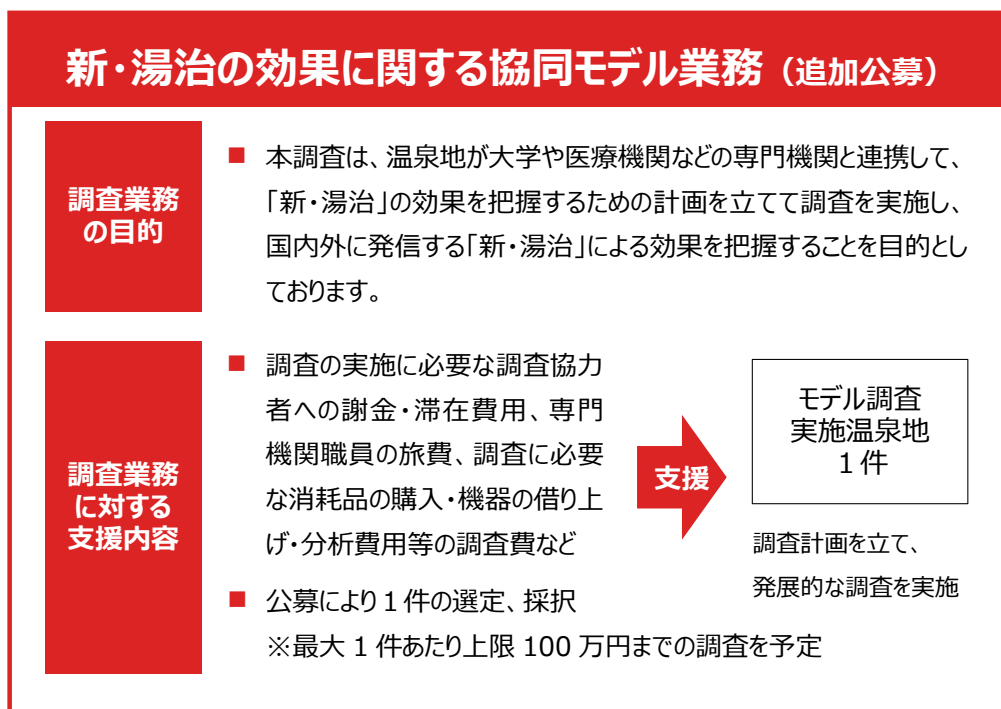 新・湯治の効果に関する協同モデル業務（追加公募）
調査業務
の目的
■ 本調査は、温泉地が大学や医療機関などの専門機関と連携して、
「新・湯治」の効果を把握するための計画を立てて調査を実施し、
国内外に発信する「新・湯治」による効果を把握することを目的とし
ております。
調査業務
に対する
支援内容
■ 調査の実施に必要な調査協力
者への謝金・滞在費用、専門
機関職員の旅費、調査に必要
な消耗品の購入・機器の借り上
げ・分析費用等の調査費など
■ 公募により１件の選定、採択
※最大 1 件あたり上限 100 万円までの調査を予定
支援
モデル調査
実施温泉地
１件
調査計画を立て、
発展的な調査を実施